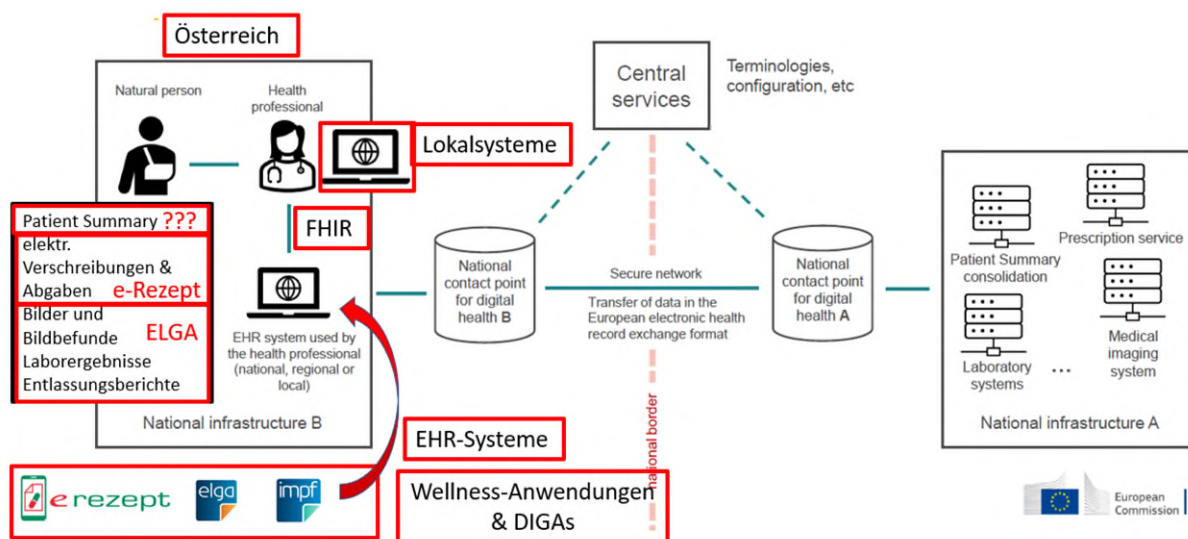 Österreich
Natural person
Health
professional
Lokalsysteme
Patient Summary ???
elektr.
Verschreibungen &
Abgaben e-Rezept
Bilder und
Bildbefunde ELGA
Laborergebnisse
Entlassungsberichte
FHIR
EHR system used by
the health professional
(national, regional or
local)
National infrastructure B
EHR-Systeme
e rezept
elga
impf
Wellness-Anwendungen
& DIGAs
Central
services
Terminologies,
configuration, etc
National
contact point
for digital
health B
Secure network
Transfer of data in the
European electronic health
record exchange format
national border
National
contact point
for digital
health A
Patient Summary
consolidation
Prescription service
Laboratory
systems
...
Medical
imaging
system
National infrastructure A
European
Commission